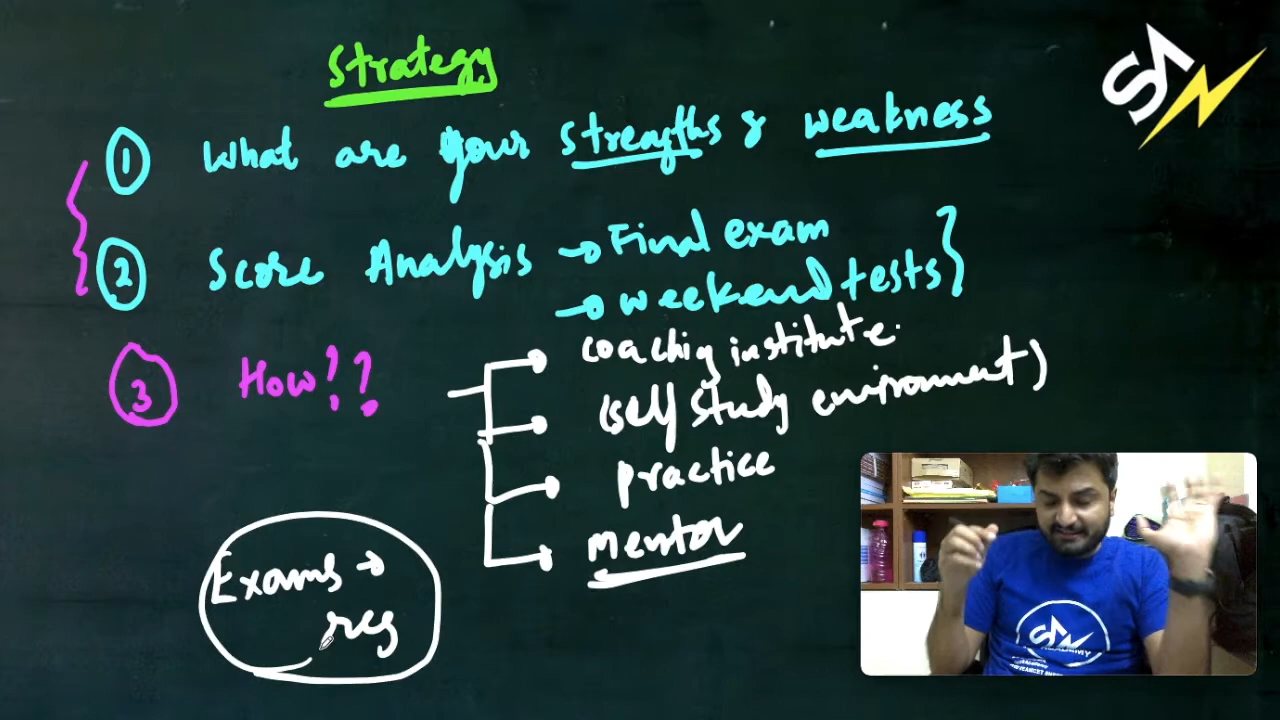 Strategy
1 What are your strengths & weakness
2 Score Analysis → Final exam
→ weekend tests }
3 How!! ?
coaching institute.
(self study environment)
practice
mentor
Exams →
reg
SAN